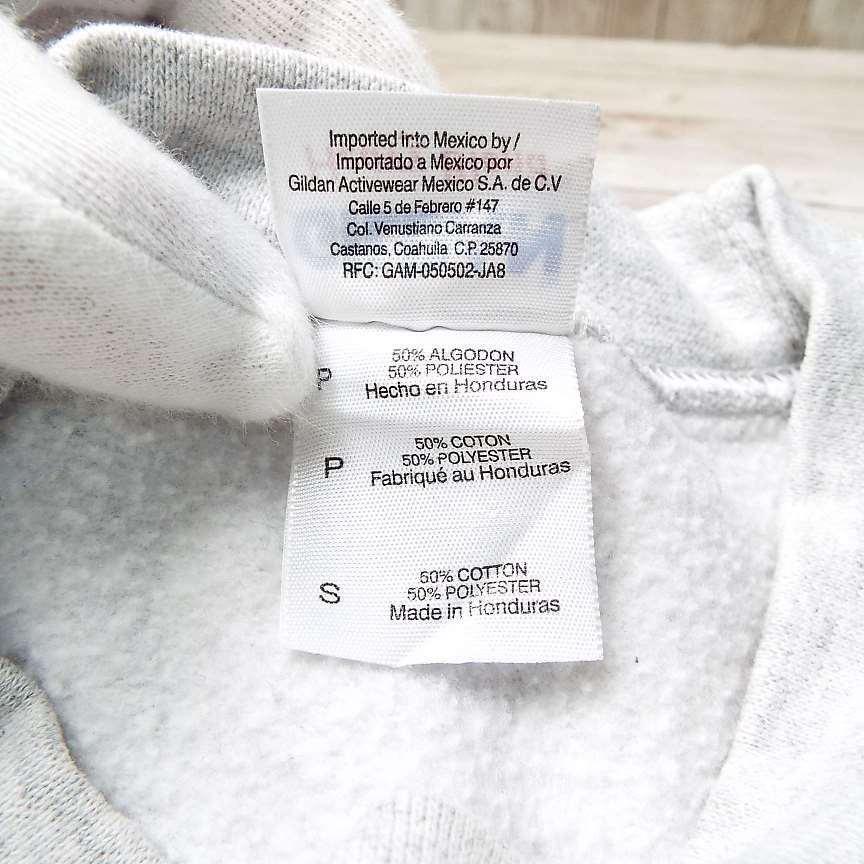 Imported into Mexico by /
Importado a Mexico por
Gildan Activewear Mexico S.A. de C.V
Calle 5 de Febrero #147
Col. Venustiano Carranza
Castanos, Coahuila C.P. 25870
RFC: GAM-050502-JA8
50% ALGODON
50% POLIESTER
P Hecho en Honduras
50% COTON
P 50% POLYESTER
Fabriqué au Honduras
50% COTTON
S 50% POLYESTER
Made in Honduras